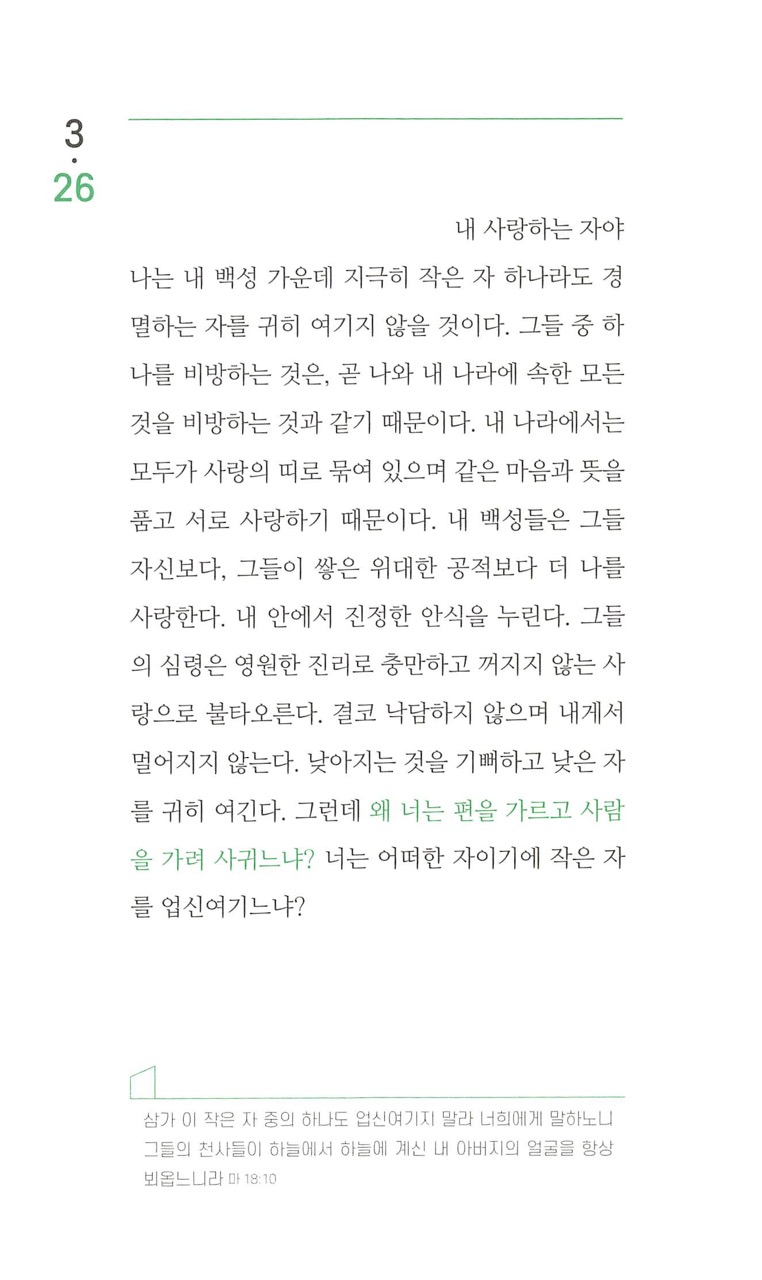 3
·
26
내 사랑하는 자야
나는 내 백성 가운데 지극히 작은 자 하나라도 경
멸하는 자를 귀히 여기지 않을 것이다. 그들 중 하
나를 비방하는 것은, 곧 나와 내 나라에 속한 모든
것을 비방하는 것과 같기 때문이다. 내 나라에서는
모두가 사랑의 띠로 묶여 있으며 같은 마음과 뜻을
품고 서로 사랑하기 때문이다. 내 백성들은 그들
자신보다, 그들이 쌓은 위대한 공적보다 더 나를
사랑한다. 내 안에서 진정한 안식을 누린다. 그들
의 심령은 영원한 진리로 충만하고 꺼지지 않는 사
랑으로 불타오른다. 결코 낙담하지 않으며 내게서
멀어지지 않는다. 낮아지는 것을 기뻐하고 낮은 자
를 귀히 여긴다. 그런데 왜 너는 편을 가르고 사람
을 가려 사귀느냐? 너는 어떠한 자이기에 작은 자
를 업신여기느냐?
삼가 이 작은 자 중의 하나도 업신여기지 말라 너희에게 말하노니
그들의 천사들이 하늘에서 하늘에 계신 내 아버지의 얼굴을 항상
뵈옵느니라 마 18:10